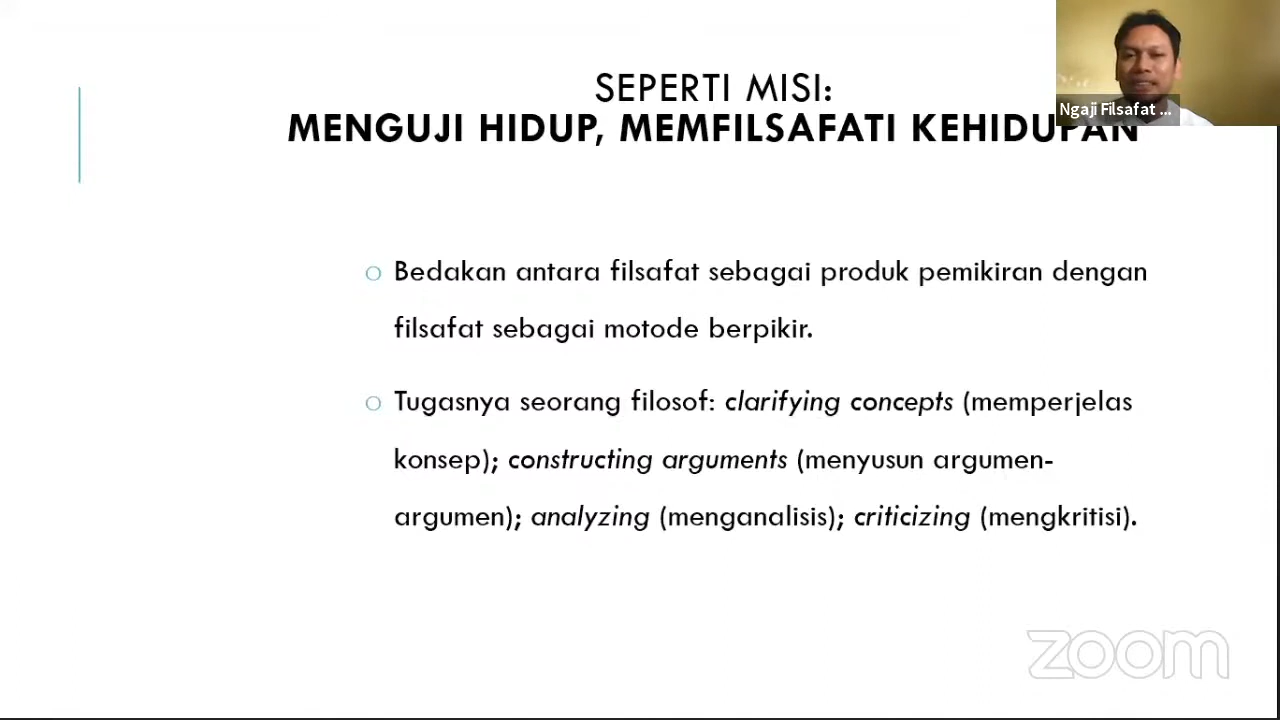 SEPERTI MISI:
MENGUJI HIDUP, MEMFILSAFATI KEHIDUPAN
Ngaji Filsafat ...
o Bedakan antara filsafat sebagai produk pemikiran dengan
filsafat sebagai motode berpikir.
o Tugasnya seorang filosof: clarifying concepts (memperjelas
konsep); constructing arguments (menyusun argumen-
argumen); analyzing (menganalisis); criticizing (mengkritisi).
zoom